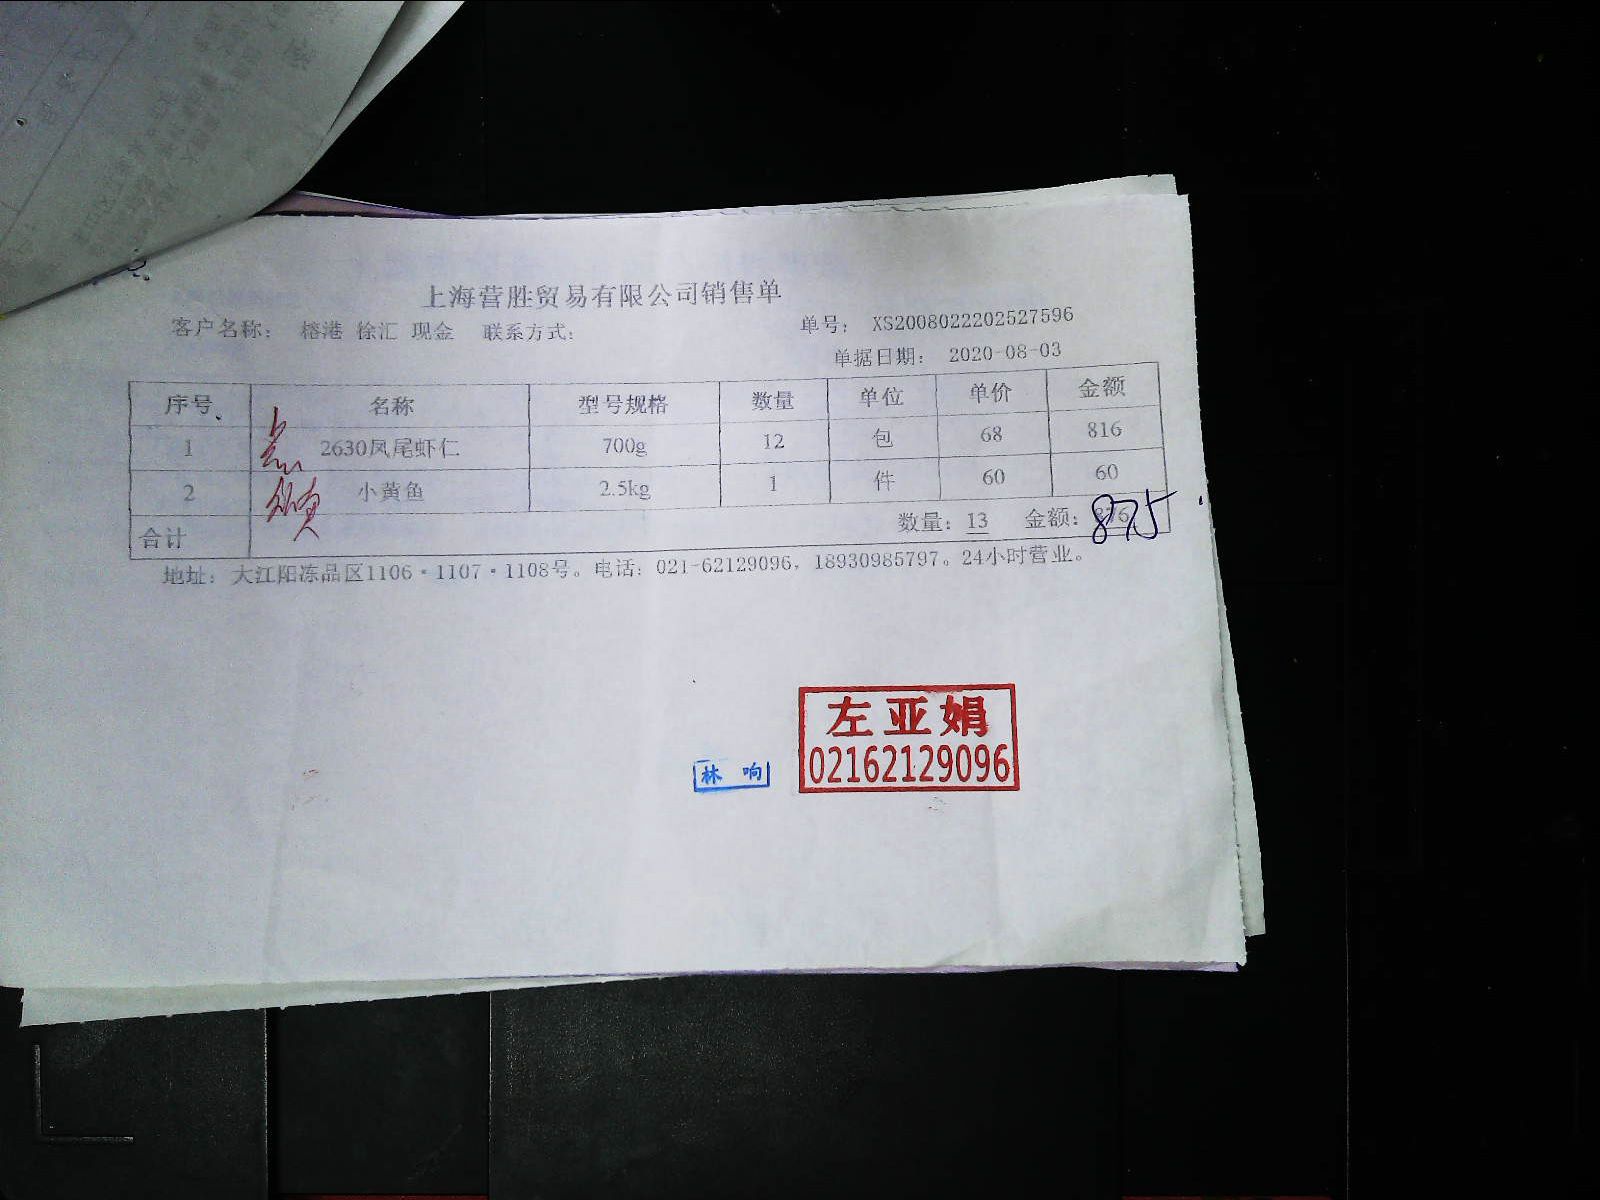 上海营胜贸易有限公司销售单
客户名称： 榕港 徐汇 现金 联系方式： 单号： XS2008022202527596
单据日期： 2020-08-03
序号 名称 型号规格 数量 单位 单价 金额
1 2630凤尾虾仁 700g 12 包 68 816
2 小黄鱼 2.5kg 1 件 60 60
合计 数量：13 金额：876
875
地址：大江阳冻品区1106·1107·1108号。电话：021-62129096，18930985797。24小时营业。
左亚娟
02162129096
林响